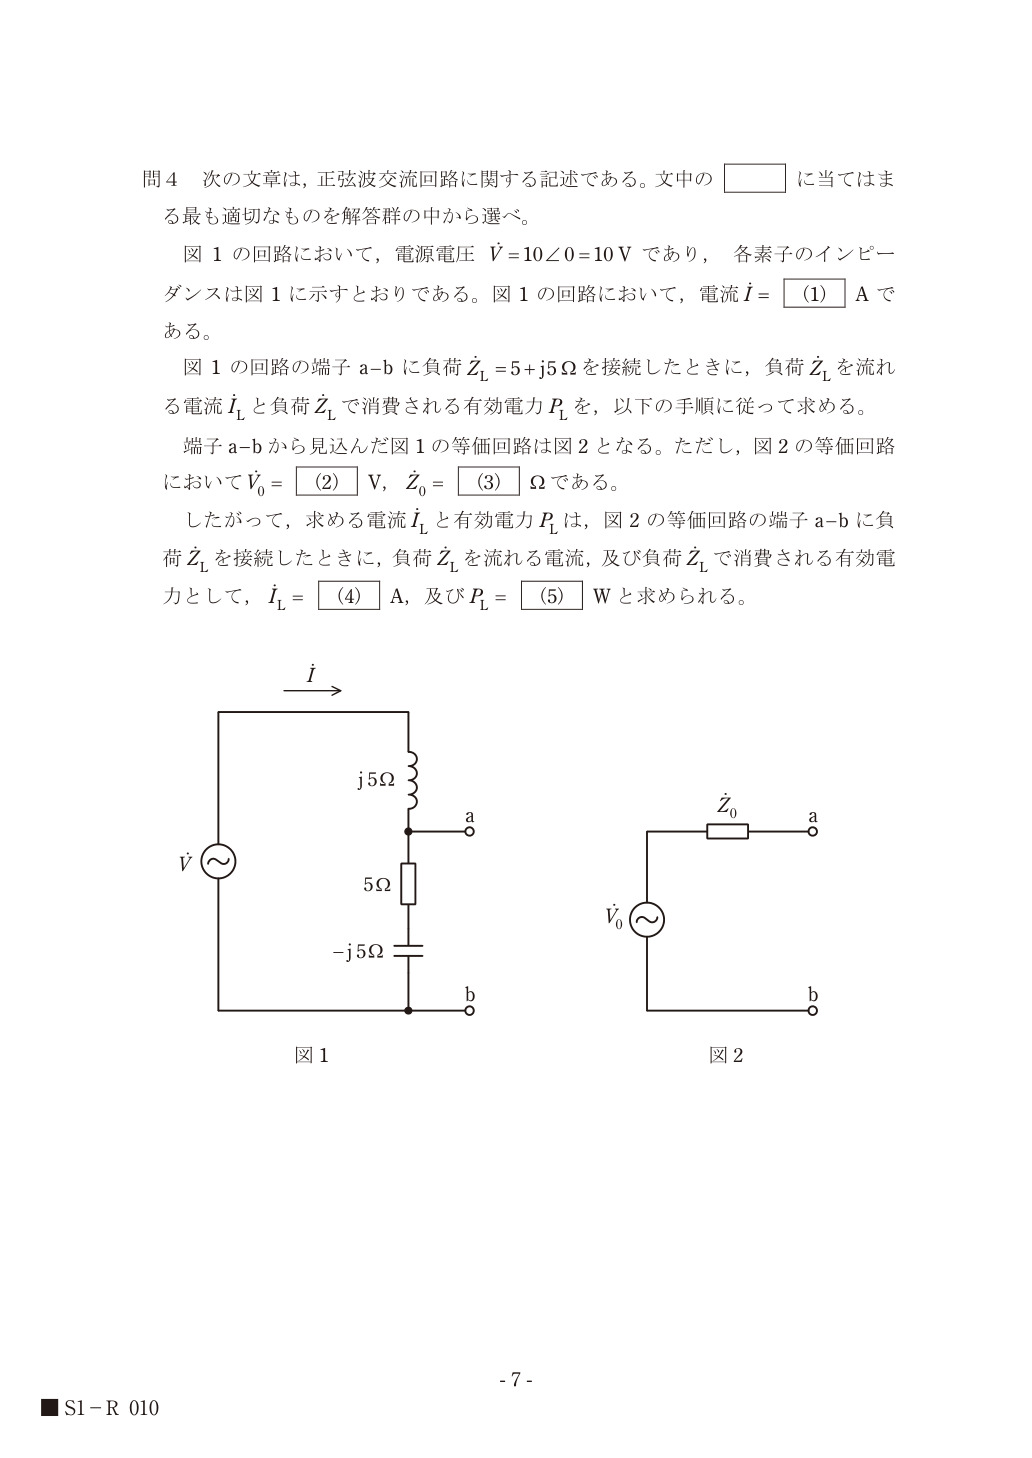 問4 次の文章は，正弦波交流回路に関する記述である。文中の □ に当てはま
る最も適切なものを解答群の中から選べ。
図 1 の回路において，電源電圧 V̇=10∠0=10 V であり， 各素子のインピー
ダンスは図 1 に示すとおりである。図 1 の回路において，電流 İ= (1) A で
ある。
図 1 の回路の端子 a−b に負荷 Ż_L=5+j5 Ω を接続したときに，負荷 Ż_L を流れ
る電流 İ_L と負荷 Ż_L で消費される有効電力 P_L を，以下の手順に従って求める。
端子 a−b から見込んだ図 1 の等価回路は図 2 となる。ただし，図 2 の等価回路
において V̇_0= (2) V， Ż_0= (3) Ω である。
したがって，求める電流 İ_L と有効電力 P_L は，図 2 の等価回路の端子 a−b に負
荷 Ż_L を接続したときに，負荷 Ż_L を流れる電流，及び負荷 Ż_L で消費される有効電
力として， İ_L= (4) A，及び P_L= (5) W と求められる。
İ
j5Ω
a
Ż_0
a
V̇
5Ω
V̇_0
−j5Ω
b
b
図 1
図 2
- 7 -
■ S1−R 010